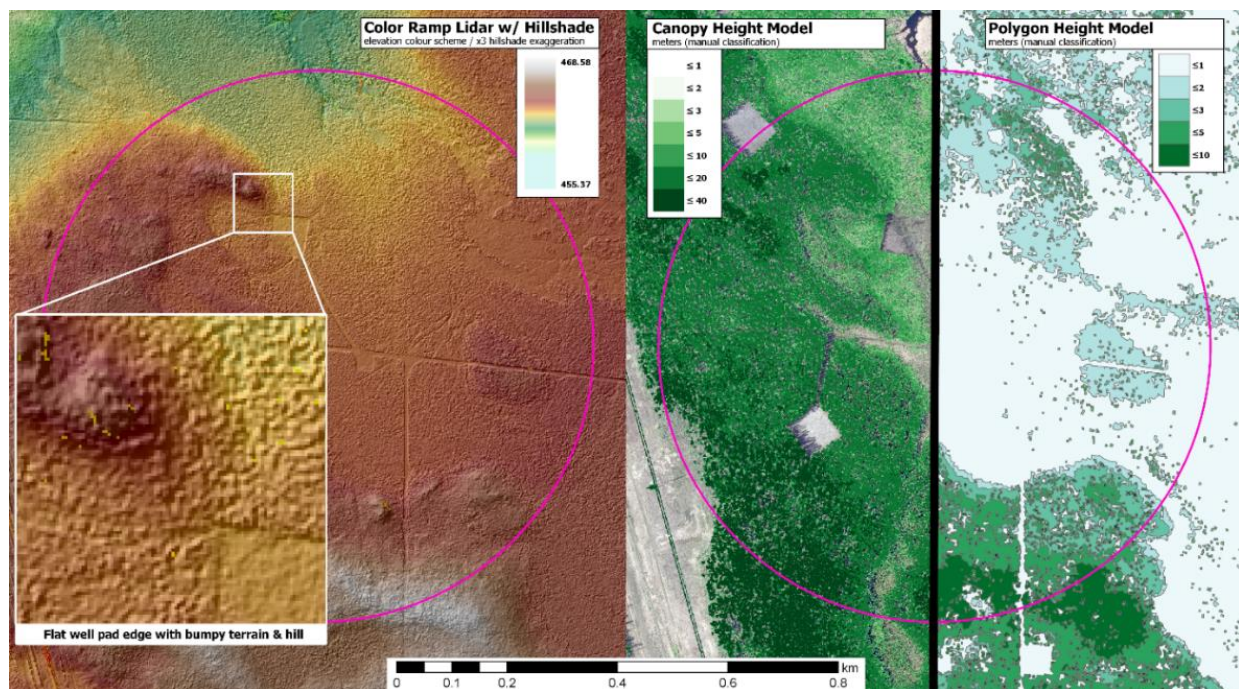 Color Ramp Lidar w/ Hillshade
elevation colour scheme / x3 hillshade exaggeration
468.58
455.37
Flat well pad edge with bumpy terrain & hill
Canopy Height Model
meters (manual classification)
≤ 1
≤ 2
≤ 3
≤ 5
≤ 10
≤ 20
≤ 40
Polygon Height Model
meters (manual classification)
≤1
≤2
≤3
≤5
≤10
km
0 0.1 0.2 0.4 0.6 0.8